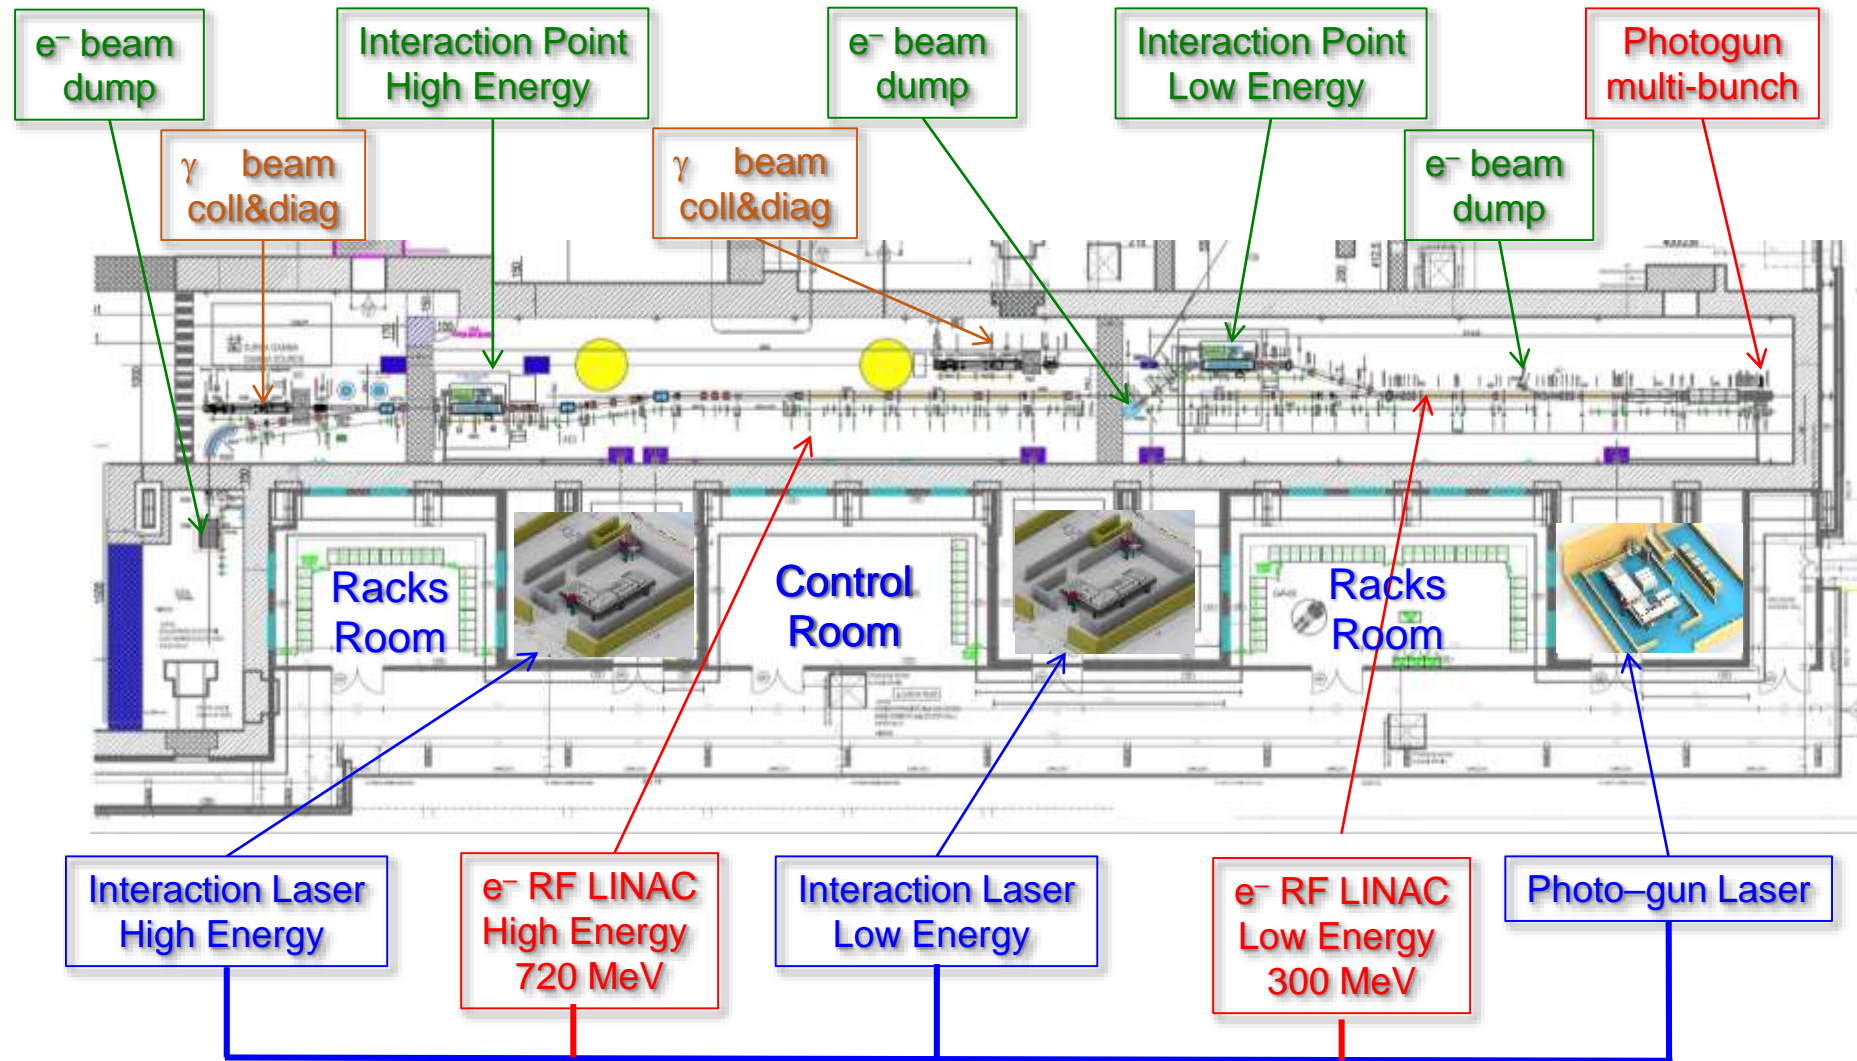 e– beam
dump
Interaction Point
High Energy
e– beam
dump
Interaction Point
Low Energy
Photogun
multi-bunch
γ beam
coll&diag
γ beam
coll&diag
e– beam
dump
Racks
Room
Control
Room
Racks
Room
Interaction Laser
High Energy
e– RF LINAC
High Energy
720 MeV
Interaction Laser
Low Energy
e– RF LINAC
Low Energy
300 MeV
Photo–gun Laser